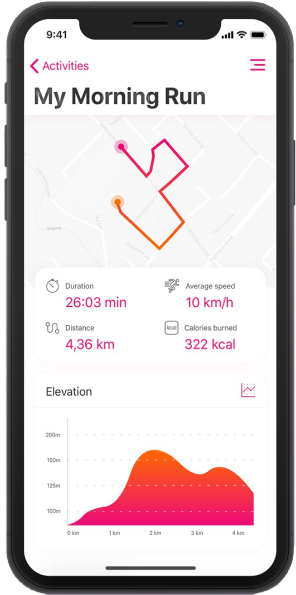 9:41
Activities
My Morning Run
Duration
26:03 min
Average speed
10 km/h
Distance
4,36 km
Calories burned
322 kcal
Elevation
200m
150m
125m
100m
0 km 1 km 2 km 3 km 4 km